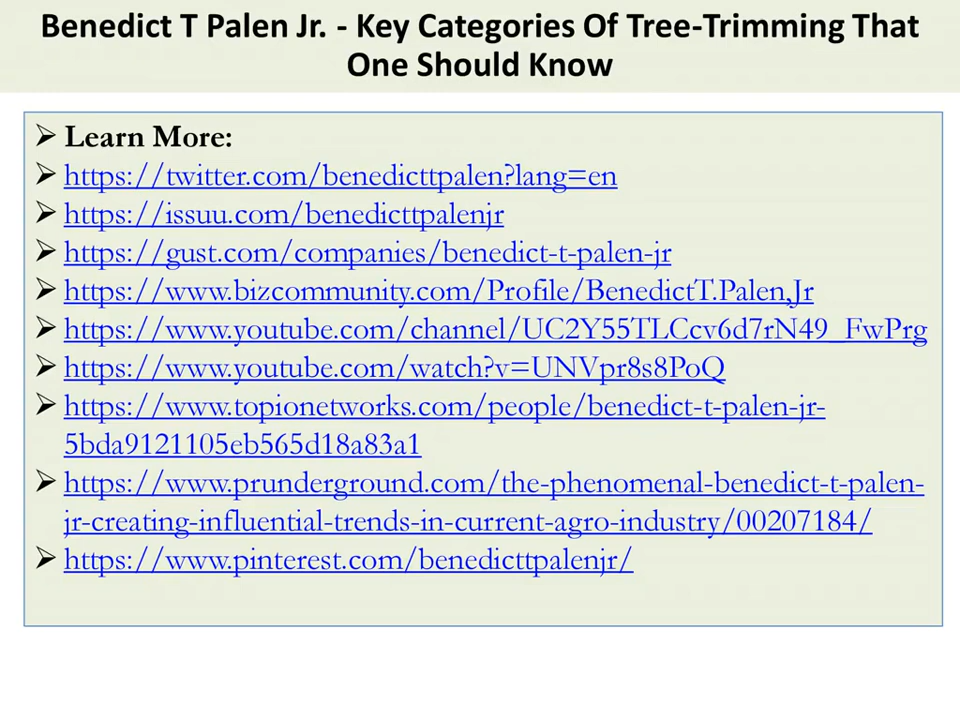 Benedict T Palen Jr. - Key Categories Of Tree-Trimming That
One Should Know
➢ Learn More:
➢ https://twitter.com/benedicttpalen?lang=en
➢ https://issuu.com/benedicttpalenjr
➢ https://gust.com/companies/benedict-t-palen-jr
➢ https://www.bizcommunity.com/Profile/BenedictT.Palen,Jr
➢ https://www.youtube.com/channel/UC2Y55TLCcv6d7rN49_FwPrg
➢ https://www.youtube.com/watch?v=UNVpr8s8PoQ
➢ https://www.topionetworks.com/people/benedict-t-palen-jr-
5bda9121105eb565d18a83a1
➢ https://www.prunderground.com/the-phenomenal-benedict-t-palen-
jr-creating-influential-trends-in-current-agro-industry/00207184/
➢ https://www.pinterest.com/benedicttpalenjr/